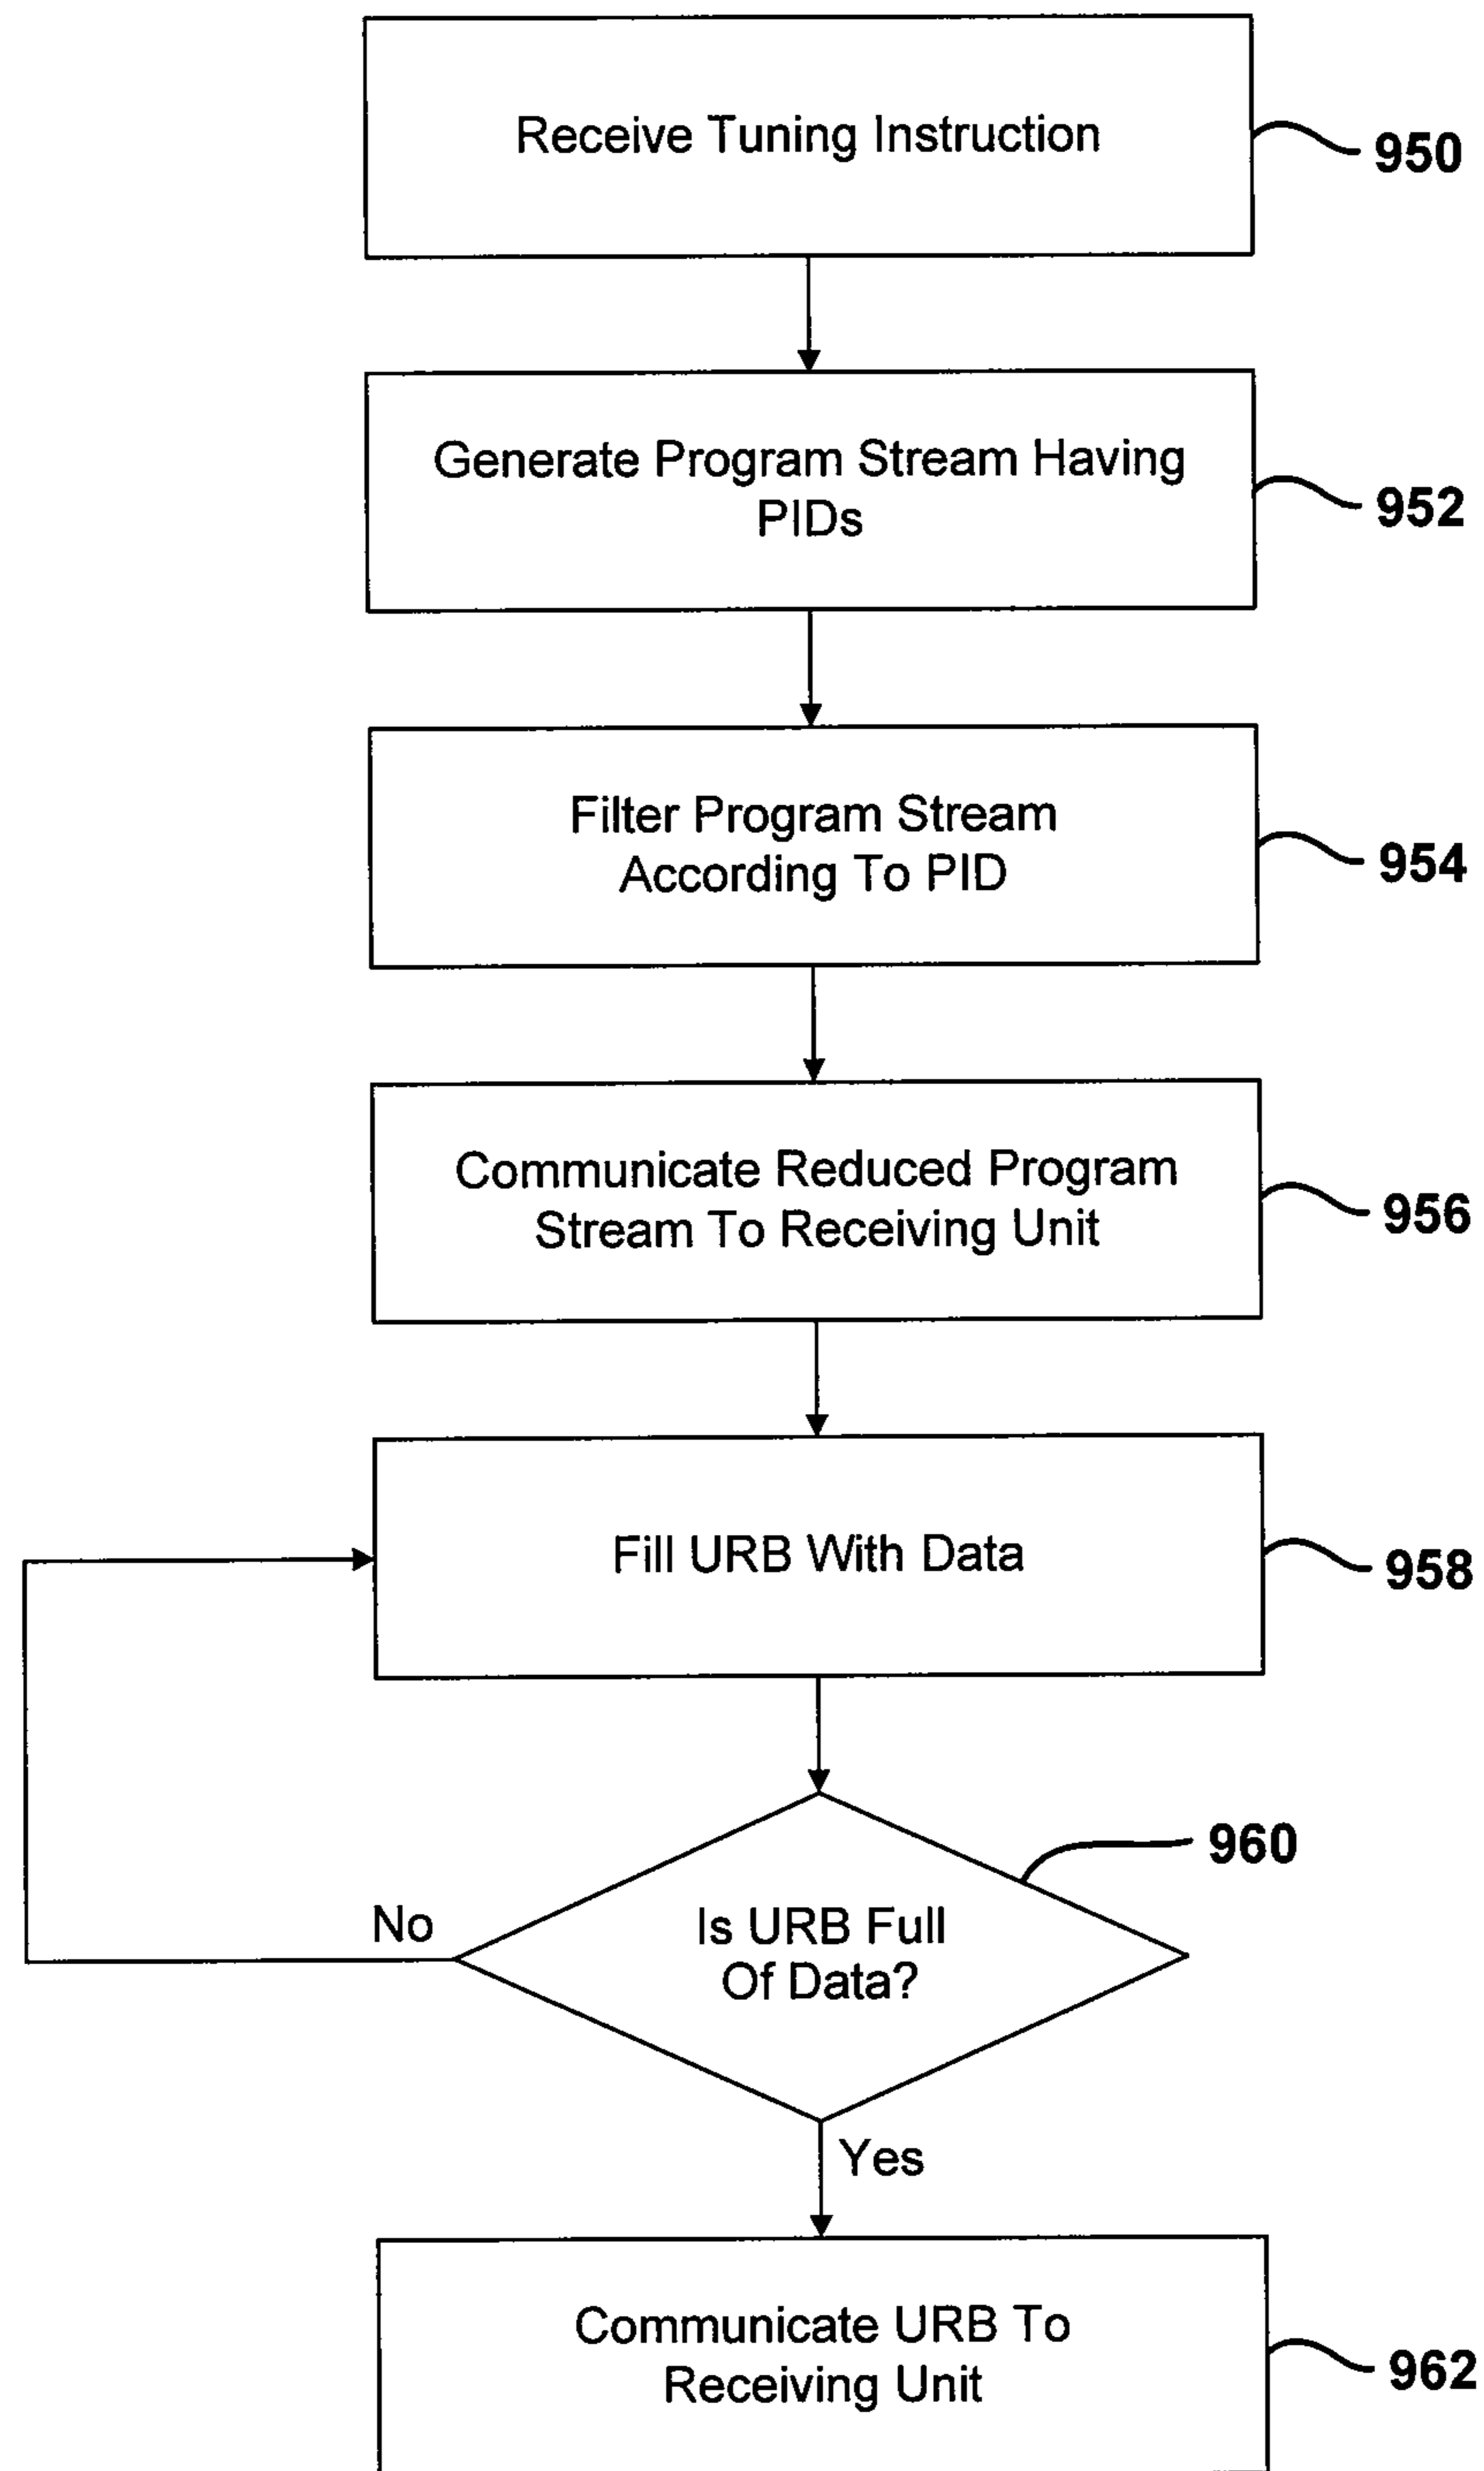 Receive Tuning Instruction
950
Generate Program Stream Having
PIDs
952
Filter Program Stream
According To PID
954
Communicate Reduced Program
Stream To Receiving Unit
956
Fill URB With Data
958
960
No
Is URB Full
Of Data?
Yes
Communicate URB To
Receiving Unit
962